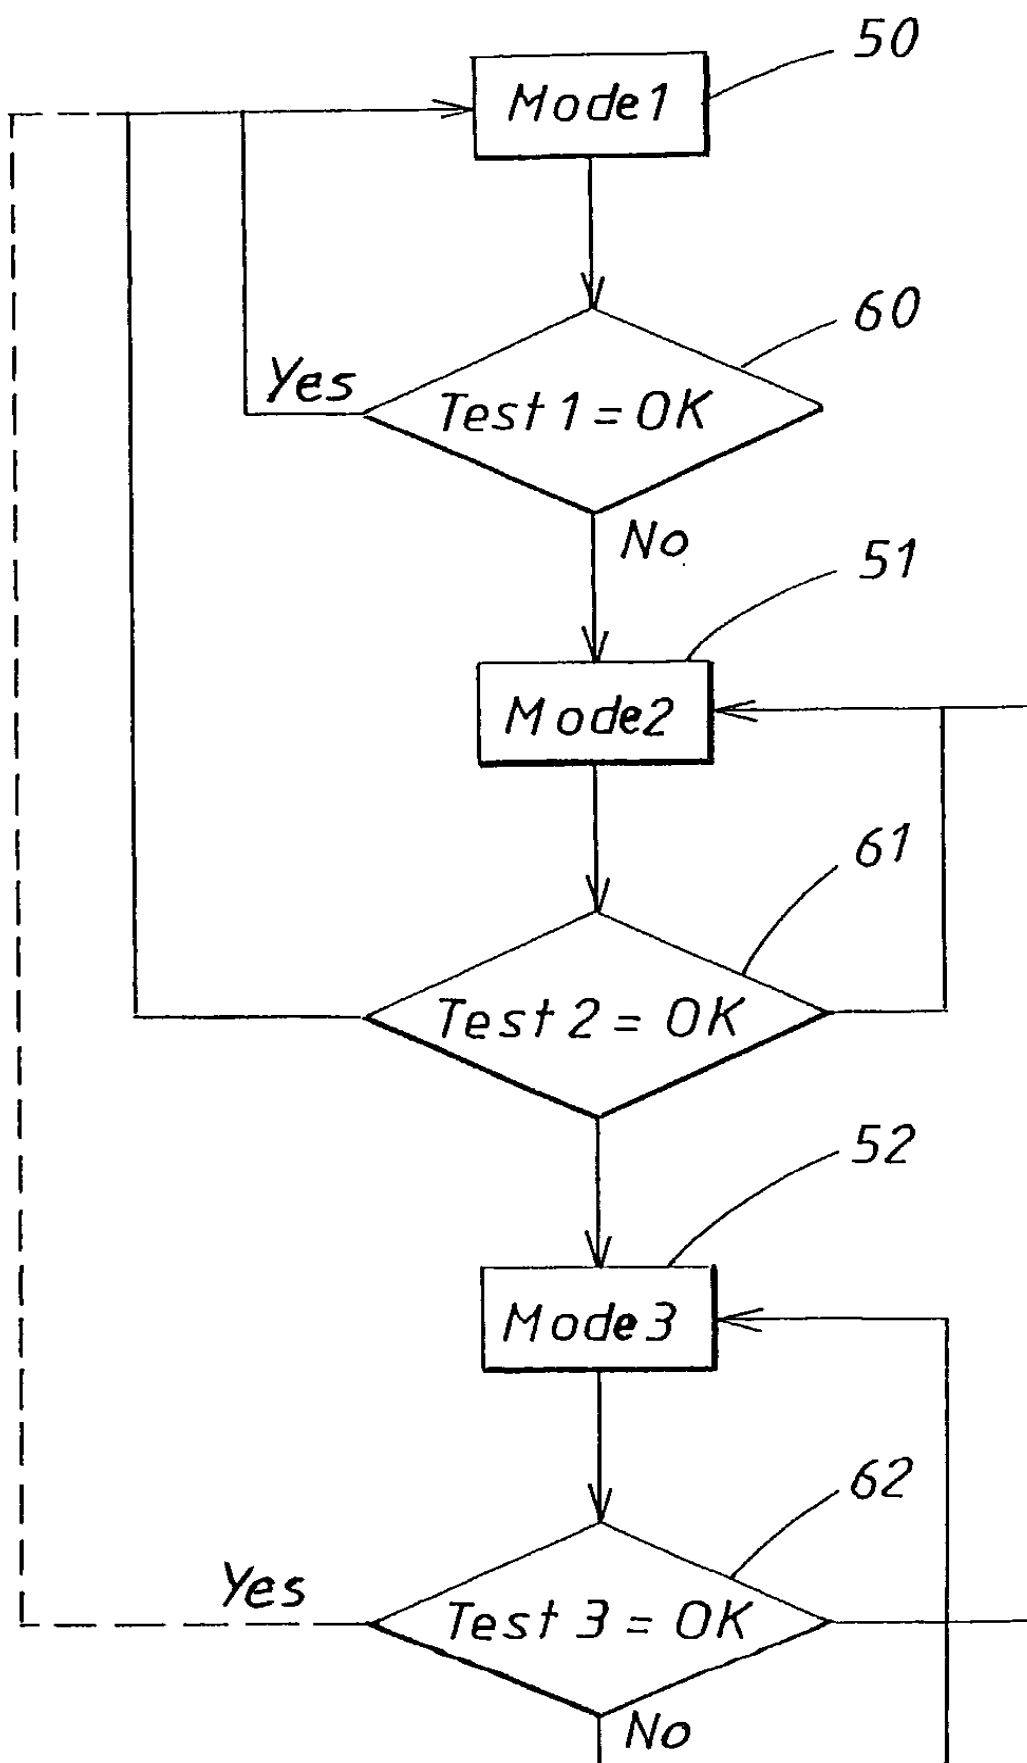 50
Mode1
60
Yes
Test 1 = OK
No
51
Mode2
61
Test 2 = OK
52
Mode3
62
Yes
Test 3 = OK
No